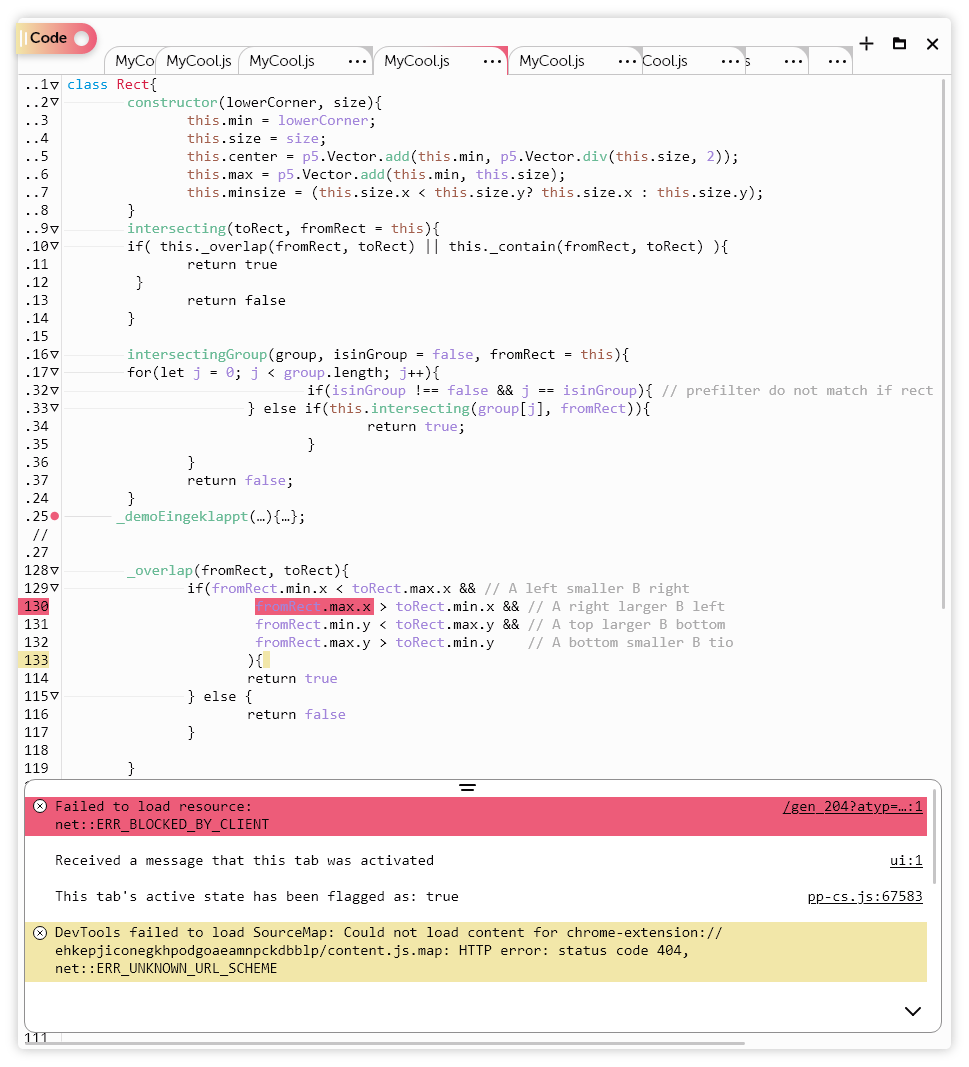 Code
MyCo MyCool.js MyCool.js ... MyCool.js ... MyCool.js ... Cool.js ... s ... ...
..1 class Rect{
..2 constructor(lowerCorner, size){
..3 this.min = lowerCorner;
..4 this.size = size;
..5 this.center = p5.Vector.add(this.min, p5.Vector.div(this.size, 2));
..6 this.max = p5.Vector.add(this.min, this.size);
..7 this.minsize = (this.size.x < this.size.y? this.size.x : this.size.y);
..8 }
..9 intersecting(toRect, fromRect = this){
.10 if( this._overlap(fromRect, toRect) || this._contain(fromRect, toRect) ){
.11 return true
.12 }
.13 return false
.14 }
.15
.16 intersectingGroup(group, isinGroup = false, fromRect = this){
.17 for(let j = 0; j < group.length; j++){
.32 if(isinGroup !== false && j == isinGroup){ // prefilter do not match if rect
.33 } else if(this.intersecting(group[j], fromRect)){
.34 return true;
.35 }
.36 }
.37 return false;
.24 }
.25 _demoEingeklappt(…){…};
//
.27
128 _overlap(fromRect, toRect){
129 if(fromRect.min.x < toRect.max.x && // A left smaller B right
130 fromRect.max.x > toRect.min.x && // A right larger B left
131 fromRect.min.y < toRect.max.y && // A top larger B bottom
132 fromRect.max.y > toRect.min.y // A bottom smaller B tio
133 ){
114 return true
115 } else {
116 return false
117 }
118
119 }
Failed to load resource: /gen_204?atyp=…:1
net::ERR_BLOCKED_BY_CLIENT
Received a message that this tab was activated ui:1
This tab's active state has been flagged as: true pp-cs.js:67583
DevTools failed to load SourceMap: Could not load content for chrome-extension://
ehkepjiconegkhpodgoaeamnpckdbblp/content.js.map: HTTP error: status code 404,
net::ERR_UNKNOWN_URL_SCHEME
111